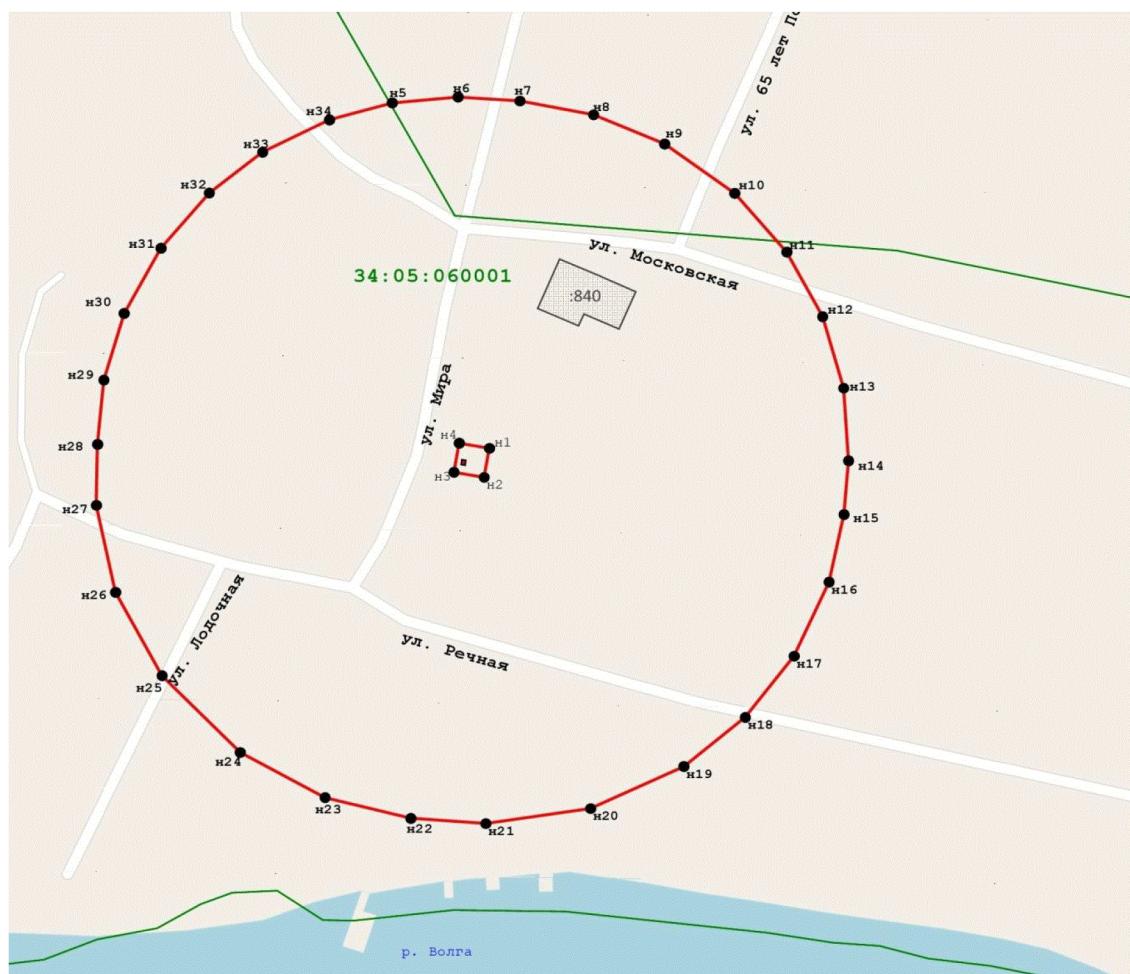 ул. 65 лет По
н5
н6
н7
н34
н8
н9
н33
н10
н32
н11
н31
ул. Московская
34:05:060001
:840
н30
н12
н29
н13
ул. Мира
н4
н1
н28
н14
н3
н2
н27
н15
н16
н26
ул. Лодочная
ул. Речная
н17
н25
н18
н24
н19
н23
н20
н22
н21
р. Волга